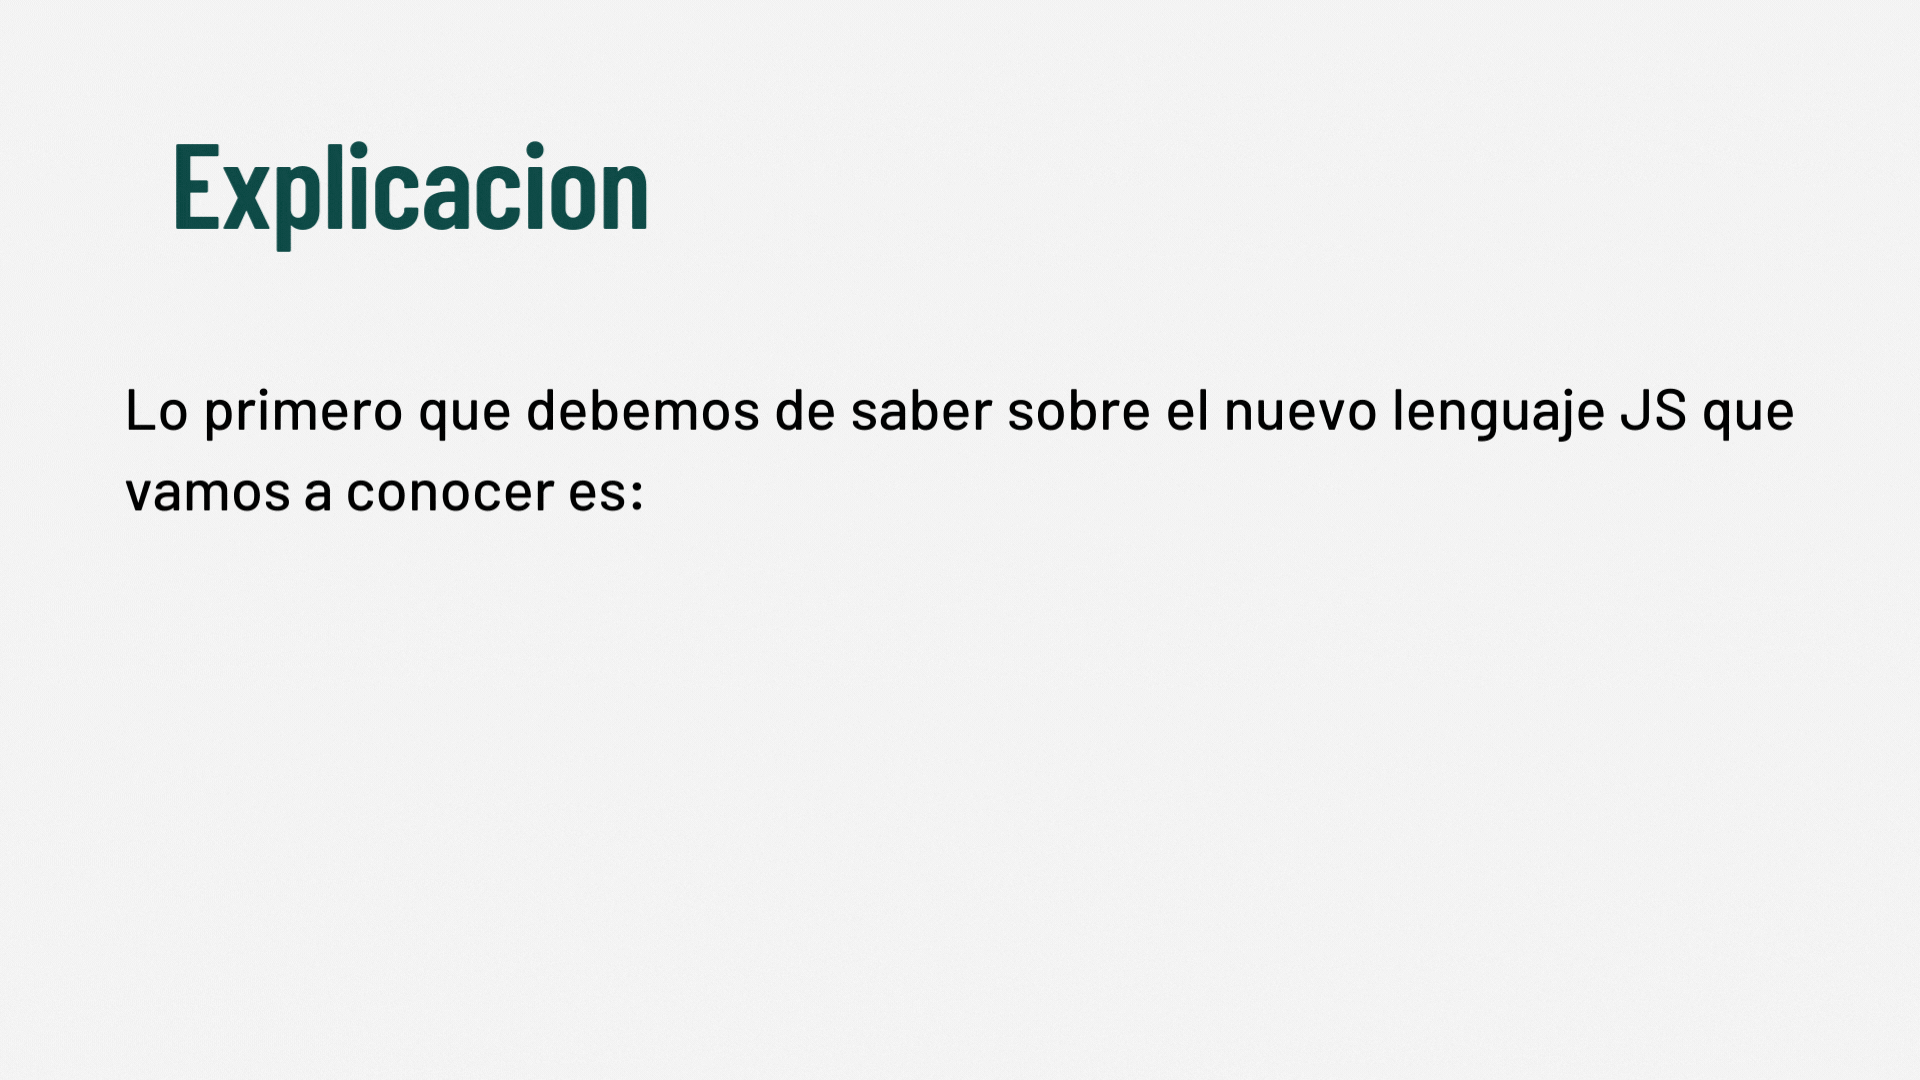 Explicacion
Lo primero que debemos de saber sobre el nuevo lenguaje JS que
vamos a conocer es: